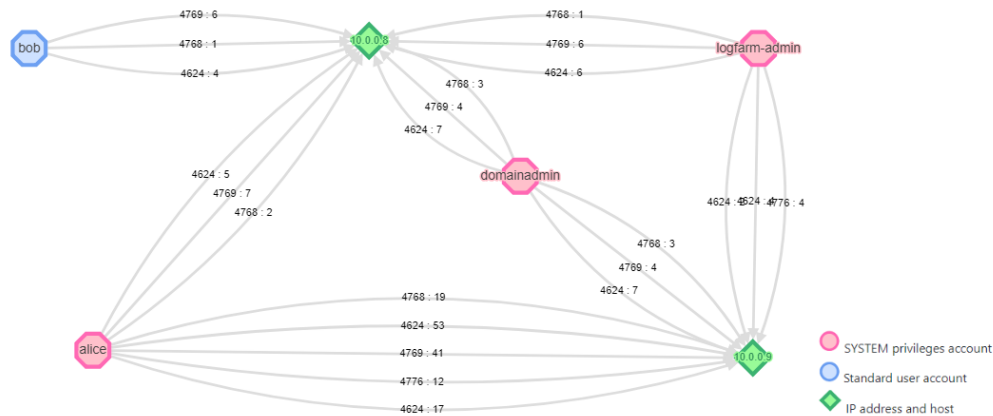 4769 : 6
4768 : 1
bob
4768 : 1
10.0.0.8
4769 : 6
logfarm-admin
4624 : 4
4624 : 6
4768 : 3
4769 : 4
4624 : 7
4624 : 5
domainadmin
4769 : 7
4624 :
4624 : 4
4776 : 4
4768 : 2
4768 : 3
4769 : 4
4624 : 7
4768 : 19
4624 : 53
alice
4769 : 41
10.0.0.9
4776 : 12
4624 : 17
SYSTEM privileges account
Standard user account
IP address and host